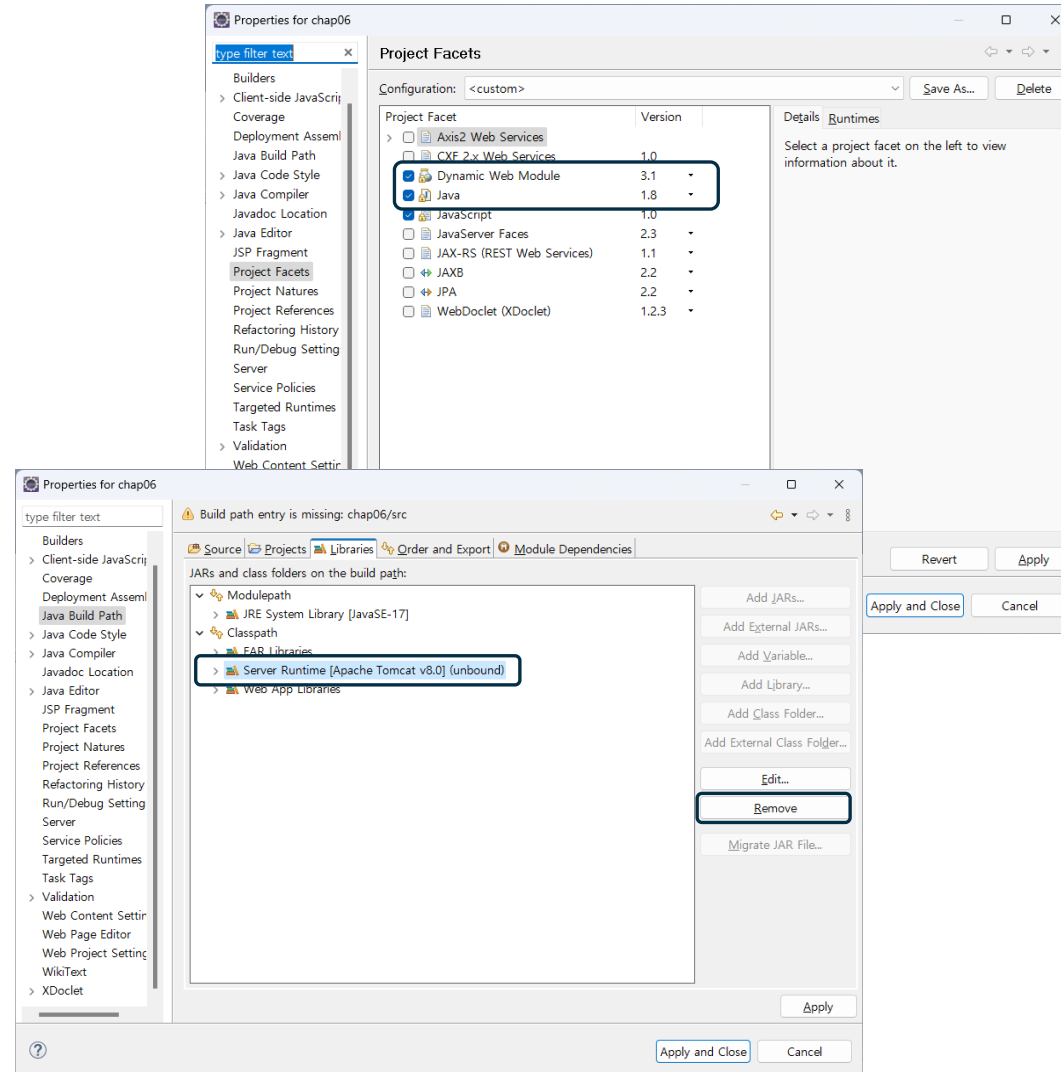 Properties for chap06
type filter text
Project Facets
Builders
Client-side JavaScrip
Coverage
Deployment Asseml
Java Build Path
Java Code Style
Java Compiler
Javadoc Location
Java Editor
JSP Fragment
Project Facets
Project Natures
Project References
Refactoring History
Run/Debug Setting
Server
Service Policies
Targeted Runtimes
Task Tags
Validation
Web Content Settin
Configuration: <custom> Save As... Delete
Project Facet Version
Axis2 Web Services
CXF 2.x Web Services 1.0
Dynamic Web Module 3.1
Java 1.8
JavaScript 1.0
JavaServer Faces 2.3
JAX-RS (REST Web Services) 1.1
JAXB 2.2
JPA 2.2
WebDoclet (XDoclet) 1.2.3
Details Runtimes
Select a project facet on the left to view
information about it.
Revert Apply
Apply and Close Cancel
Properties for chap06
type filter text
Build path entry is missing: chap06/src
Builders
Client-side JavaScrip
Coverage
Deployment Asseml
Java Build Path
Java Code Style
Java Compiler
Javadoc Location
Java Editor
JSP Fragment
Project Facets
Project Natures
Project References
Refactoring History
Run/Debug Setting
Server
Service Policies
Targeted Runtimes
Task Tags
Validation
Web Content Settin
Web Page Editor
Web Project Setting
WikiText
XDoclet
Source Projects Libraries Order and Export Module Dependencies
JARs and class folders on the build path:
Modulepath
JRE System Library [JavaSE-17]
Classpath
EAR Libraries
Server Runtime [Apache Tomcat v8.0] (unbound)
Web App Libraries
Add JARs...
Add External JARs...
Add Variable...
Add Library...
Add Class Folder...
Add External Class Folder...
Edit...
Remove
Migrate JAR File...
Apply
Apply and Close Cancel